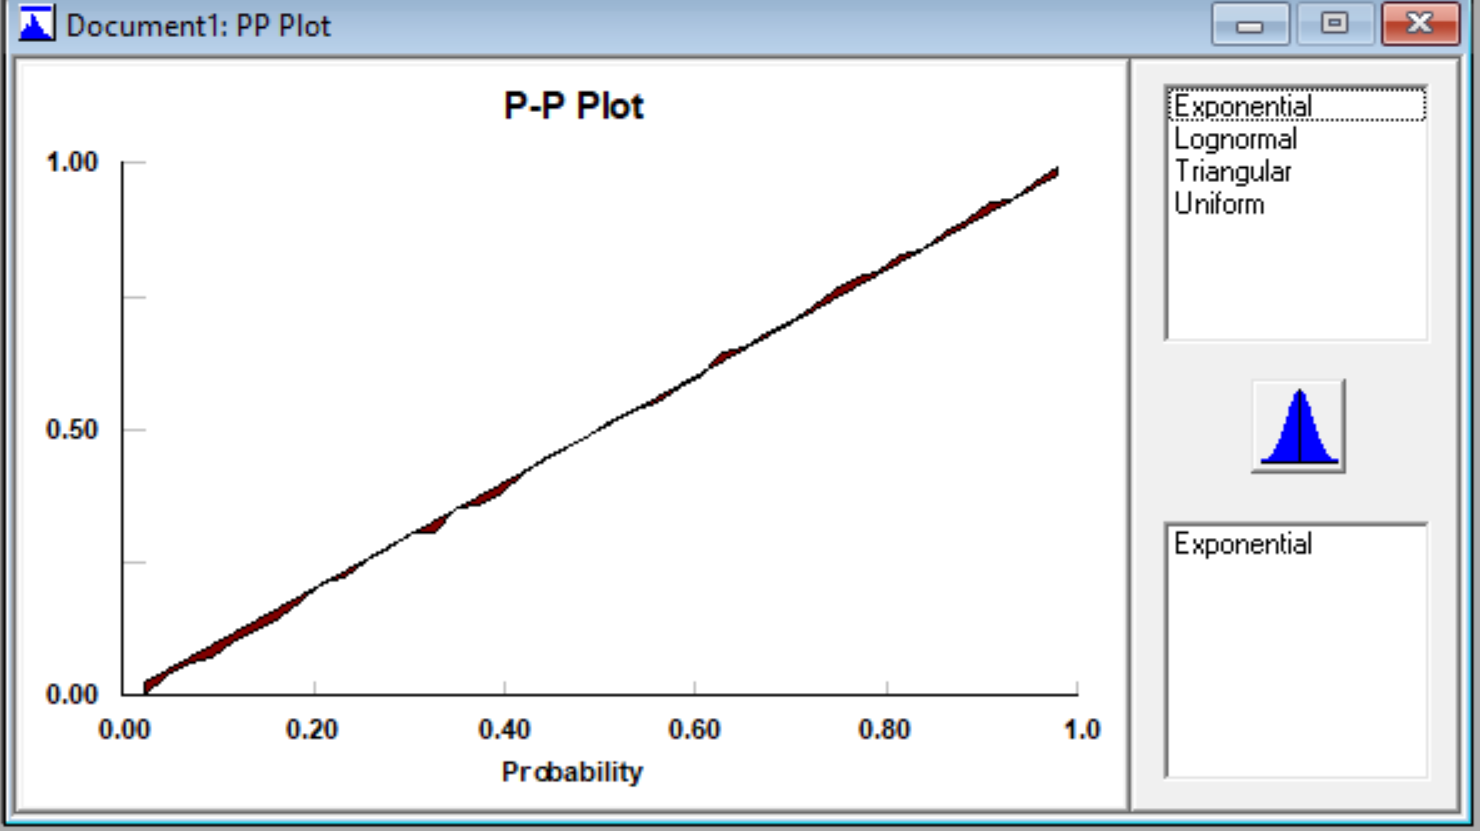 Document1: PP Plot
P-P Plot
1.00
0.50
0.00
0.00 0.20 0.40 0.60 0.80 1.0
Probability
Exponential
Lognormal
Triangular
Uniform
Exponential